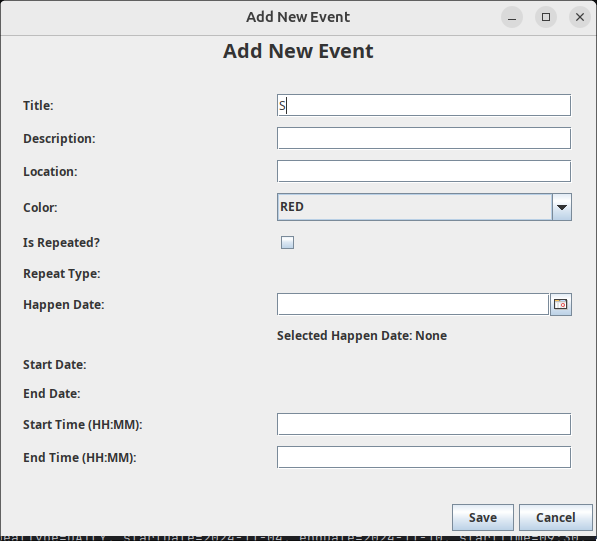 Add New Event
Add New Event
Title: S
Description:
Location:
Color: RED
Is Repeated?
Repeat Type:
Happen Date:
Selected Happen Date: None
Start Date:
End Date:
Start Time (HH:MM):
End Time (HH:MM):
Save Cancel